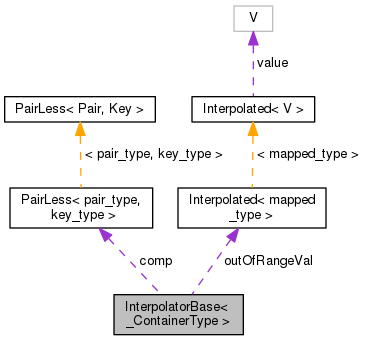 V
value
PairLess< Pair, Key >
Interpolated< V >
< pair_type, key_type >
< mapped_type >
PairLess< pair_type,
key_type >
Interpolated< mapped
_type >
comp
outOfRangeVal
InterpolatorBase<
_ContainerType >